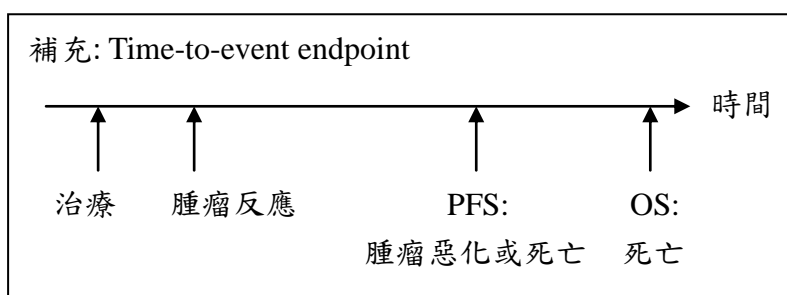 補充: Time-to-event endpoint
時間
治療 腫瘤反應 PFS: OS:
腫瘤惡化或死亡 死亡